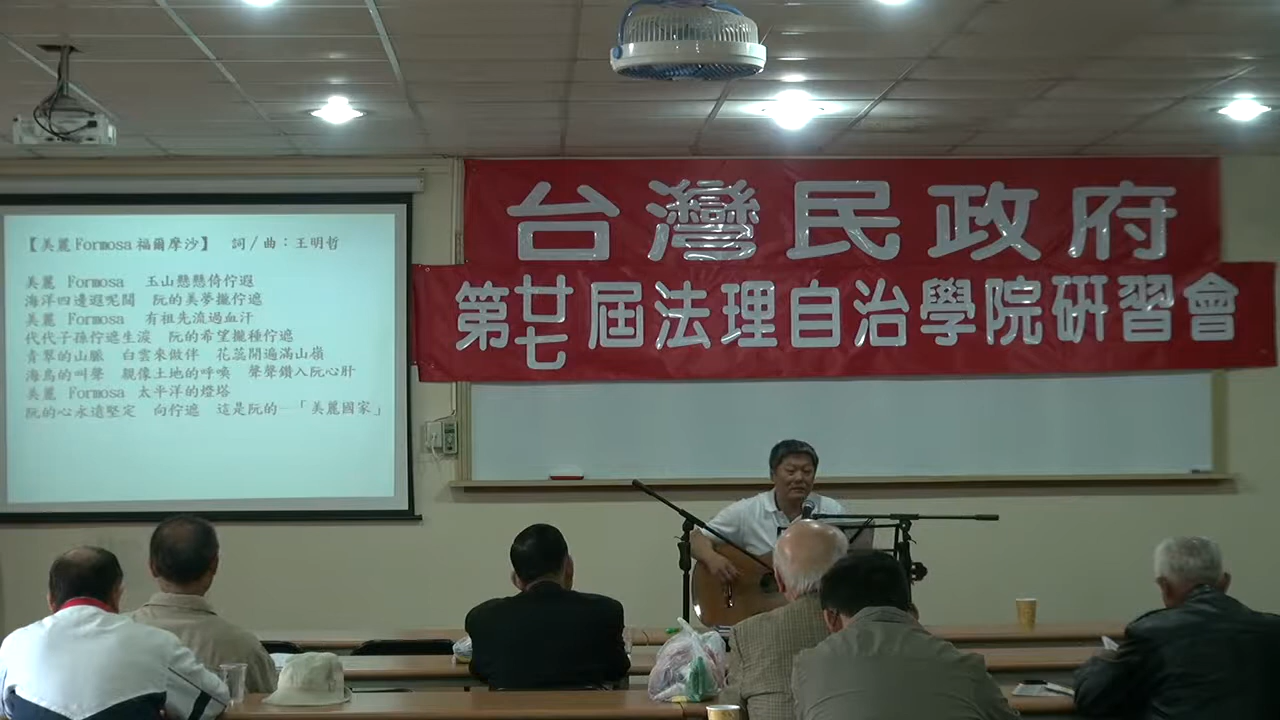 【美麗 Formosa 福爾摩沙】 詞/曲:王明哲
美麗 Formosa 玉山懸懸倚佇遐
海洋四邊遐呢闊 阮的美夢攏佇遮
美麗 Formosa 有祖先流過血汗
代代子孫佇遮生湠 阮的希望攏種佇遮
青翠的山脈 白雲來做伴 花蕊開遍滿山嶺
海鳥的叫聲 親像土地的呼喚 聲聲鑽入阮心肝
美麗 Formosa 太平洋的燈塔
阮的心永遠堅定 向佇遮 這是阮的—「美麗國家」
台灣民政府
第廿七屆法理自治學院研習會